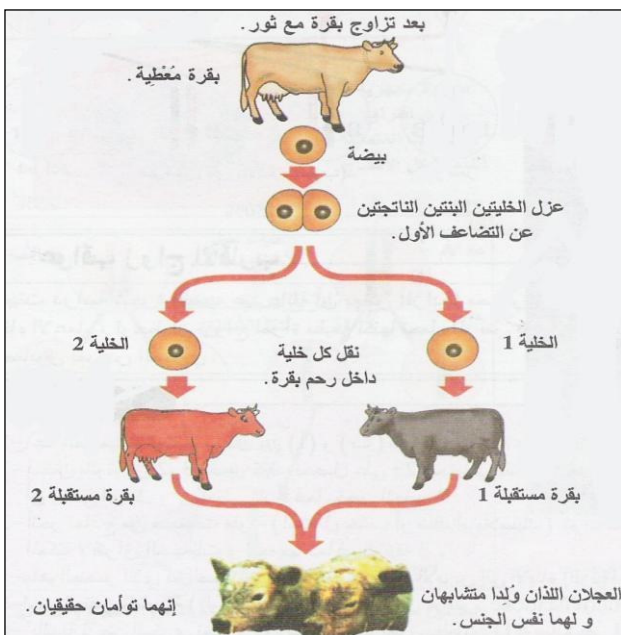 بعد تزاوج بقرة مع ثور.
بقرة مُعْطِية.
بيضة
عزل الخليتين البنتين الناتجتين
عن التضاعف الأول.
الخلية 1
نقل كل خلية
داخل رحم بقرة.
الخلية 2
بقرة مستقبلة 1
بقرة مستقبلة 2
العجلان اللذان وُلدا متشابهان
و لهما نفس الجنس.
إنهما توأمان حقيقيان.